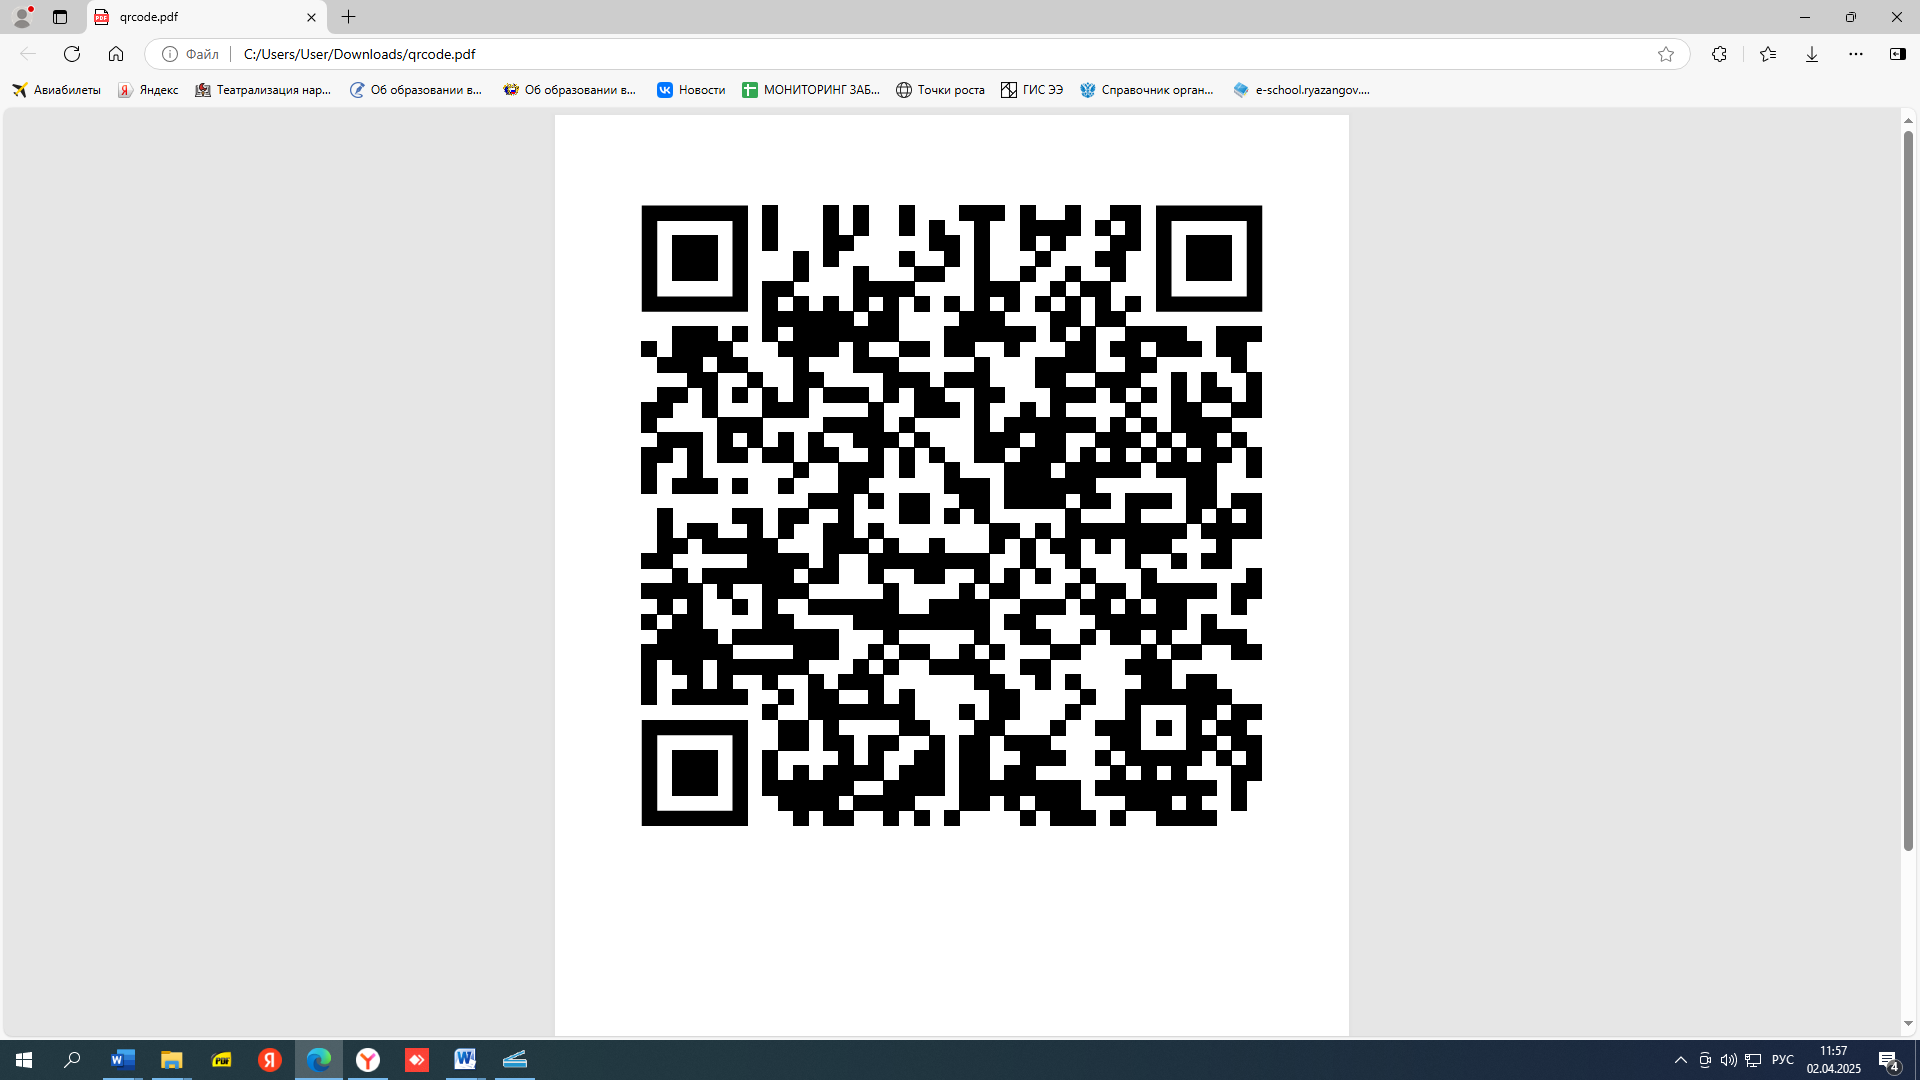 qrcode.pdf
Файл C:/Users/User/Downloads/qrcode.pdf
Авиабилеты Яндекс Театрализация нар... Об образовании в... Об образовании в... Новости МОНИТОРИНГ ЗАБ... Точки роста ГИС ЭЭ Справочник орган... e-school.ryazangov....
РУС 11:57
02.04.2025
4